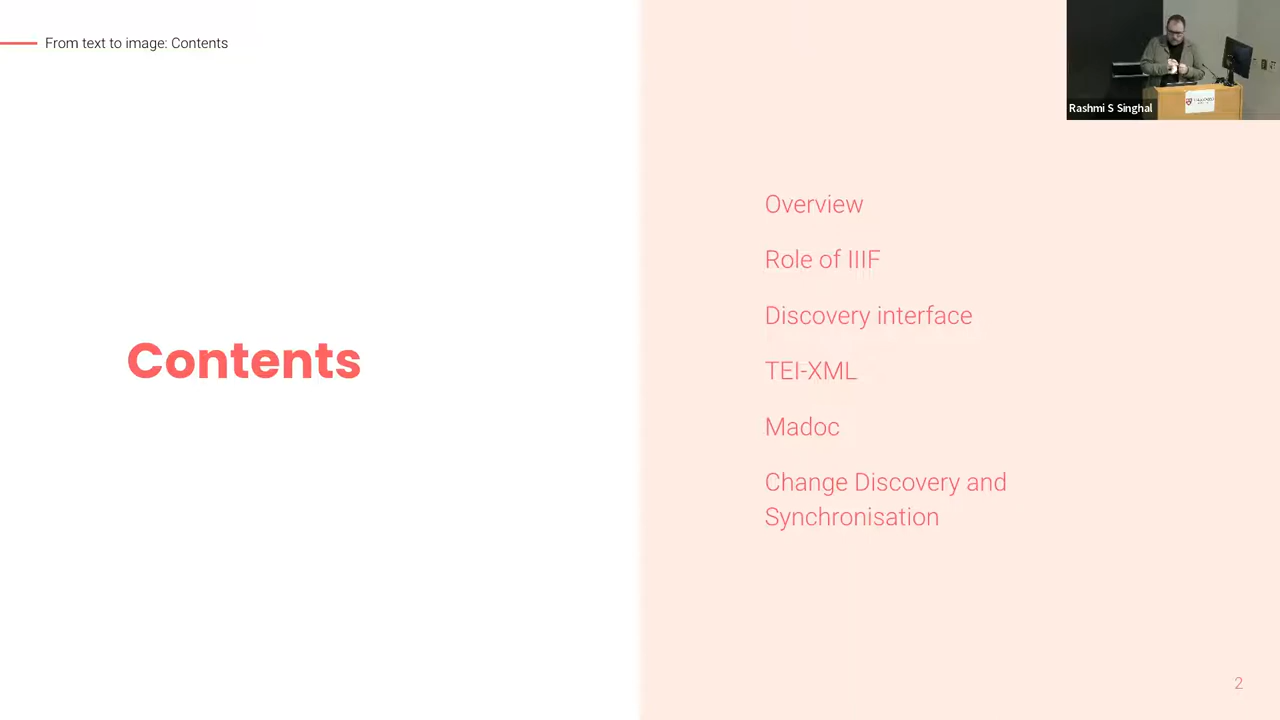 From text to image: Contents
Rashmi S Singhal
Contents
Overview
Role of IIIF
Discovery interface
TEI-XML
Madoc
Change Discovery and
Synchronisation
2